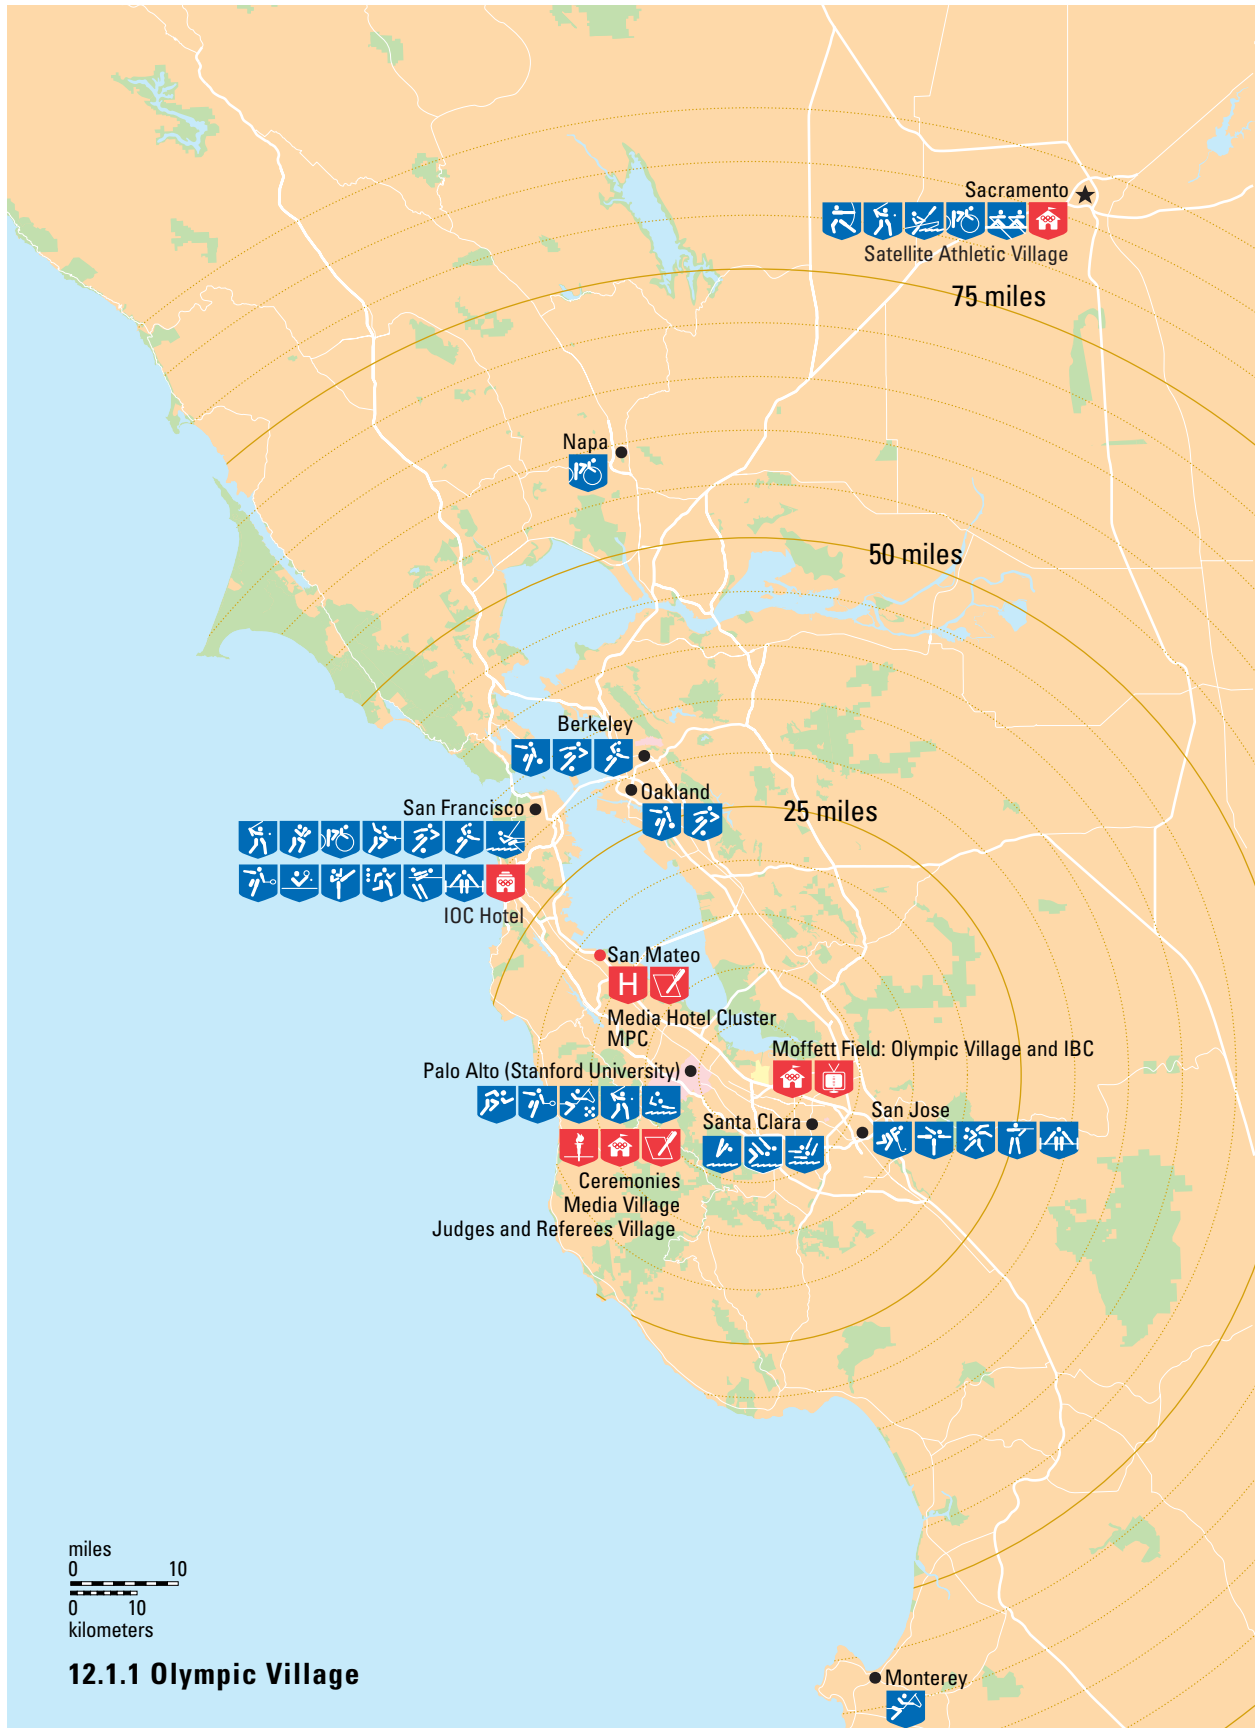 Sacramento
Satellite Athletic Village
75 miles
Napa
50 miles
Berkeley
Oakland
San Francisco
25 miles
IOC Hotel
San Mateo
H
Media Hotel Cluster
MPC
Moffett Field: Olympic Village and IBC
Palo Alto (Stanford University)
Santa Clara
San Jose
Ceremonies
Media Village
Judges and Referees Village
miles
0 10
0 10
kilometers
12.1.1 Olympic Village
Monterey